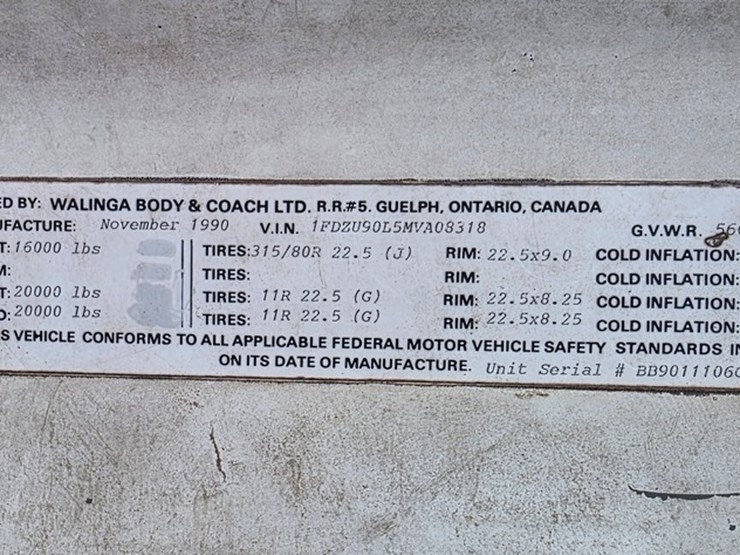 ED BY: WALINGA BODY & COACH LTD. R.R.#5. GUELPH, ONTARIO, CANADA
UFACTURE: November 1990 V.I.N. 1FDZU90L5MVA08318 G.V.W.R. 56
T: 16000 lbs TIRES: 315/80R 22.5 (J) RIM: 22.5x9.0 COLD INFLATION:
M: TIRES: RIM: COLD INFLATION:
T: 20000 lbs TIRES: 11R 22.5 (G) RIM: 22.5x8.25 COLD INFLATION:
D: 20000 lbs TIRES: 11R 22.5 (G) RIM: 22.5x8.25 COLD INFLATION:
S VEHICLE CONFORMS TO ALL APPLICABLE FEDERAL MOTOR VEHICLE SAFETY STANDARDS IN
ON ITS DATE OF MANUFACTURE. Unit Serial # BB9011106